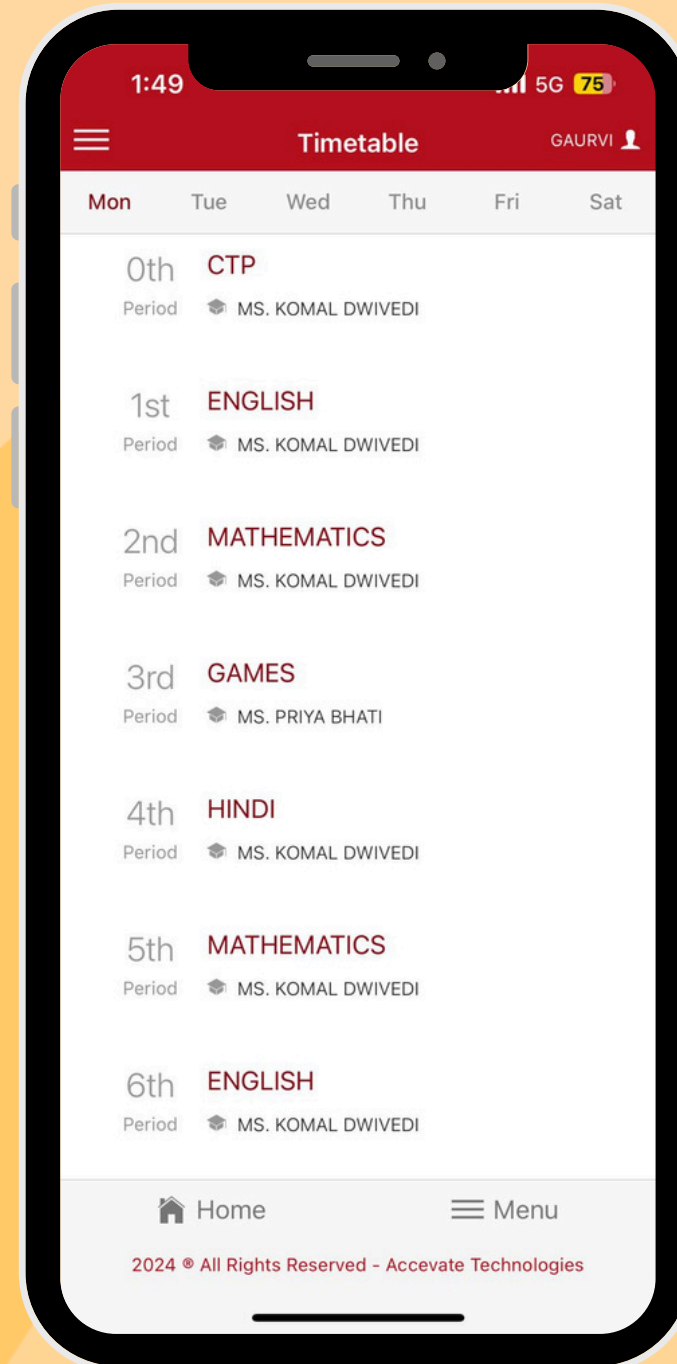 1:49 5G 75
Timetable GAURVI
Mon Tue Wed Thu Fri Sat
0th CTP
Period MS. KOMAL DWIVEDI
1st ENGLISH
Period MS. KOMAL DWIVEDI
2nd MATHEMATICS
Period MS. KOMAL DWIVEDI
3rd GAMES
Period MS. PRIYA BHATI
4th HINDI
Period MS. KOMAL DWIVEDI
5th MATHEMATICS
Period MS. KOMAL DWIVEDI
6th ENGLISH
Period MS. KOMAL DWIVEDI
Home Menu
2024 ® All Rights Reserved - Accevate Technologies